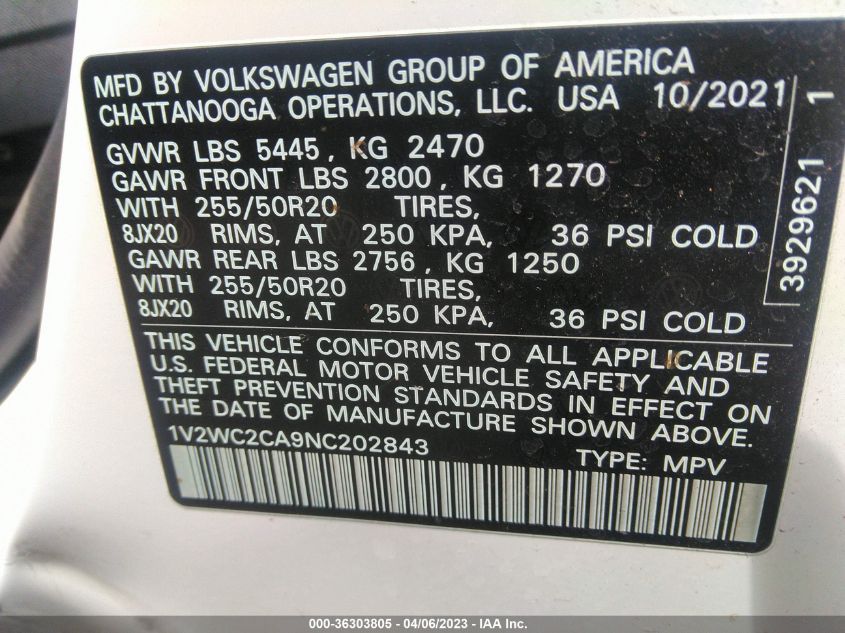 MFD BY VOLKSWAGEN GROUP OF AMERICA
CHATTANOOGA OPERATIONS, LLC. USA 10/2021
GVWR LBS 5445, KG 2470
GAWR FRONT LBS 2800, KG 1270
WITH 255/50R20 TIRES,
8JX20 RIMS, AT 250 KPA, 36 PSI COLD
GAWR REAR LBS 2756, KG 1250
WITH 255/50R20 TIRES,
8JX20 RIMS, AT 250 KPA, 36 PSI COLD
THIS VEHICLE CONFORMS TO ALL APPLICABLE
U.S. FEDERAL MOTOR VEHICLE SAFETY AND
THEFT PREVENTION STANDARDS IN EFFECT ON
THE DATE OF MANUFACTURE SHOWN ABOVE.
1V2WC2CA9NC202843 TYPE: MPV
3929621 1
000-36303805 - 04/06/2023 - IAA Inc.